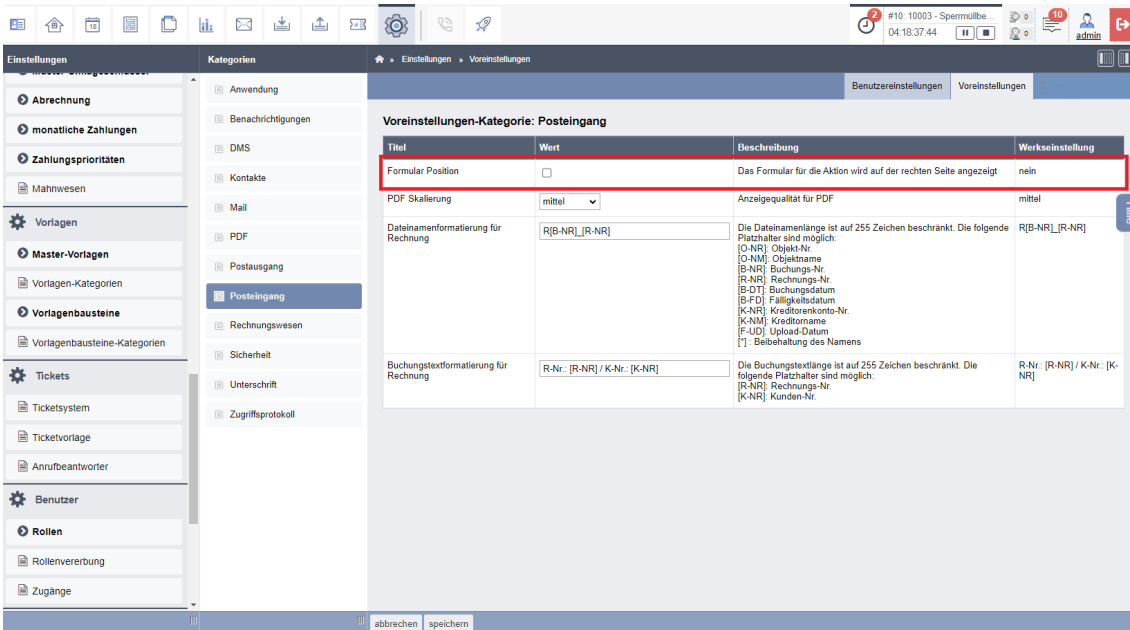 18
2
#10: 10003 - Sperrmüllbe...
04:18:37:44
0
0
10
admin
Einstellungen
Kategorien
» Einstellungen » Voreinstellungen
Abrechnung
monatliche Zahlungen
Zahlungsprioritäten
Mahnwesen
Vorlagen
Master-Vorlagen
Vorlagen-Kategorien
Vorlagenbausteine
Vorlagenbausteine-Kategorien
Tickets
Ticketsystem
Ticketvorlage
Anrufbeantworter
Benutzer
Rollen
Rollenvererbung
Zugänge
Anwendung
Benachrichtigungen
DMS
Kontakte
Mail
PDF
Postausgang
Posteingang
Rechnungswesen
Sicherheit
Unterschrift
Zugriffsprotokoll
Benutzereinstellungen
Voreinstellungen
Voreinstellungen-Kategorie: Posteingang
Titel
Wert
Beschreibung
Werkseinstellung
Formular Position
Das Formular für die Aktion wird auf der rechten Seite angezeigt
nein
PDF Skalierung
mittel
Anzeigequalität für PDF
mittel
Dateinamenformatierung für
Rechnung
R[B-NR]_[R-NR]
Die Dateinamenlänge ist auf 255 Zeichen beschränkt. Die folgende
Platzhalter sind möglich:
[O-NR]: Objekt-Nr.
[O-NM]: Objektname
[B-NR]: Buchungs-Nr.
[R-NR]: Rechnungs-Nr.
[B-DT]: Buchungsdatum
[B-FD]: Fälligkeitsdatum
[K-NR]: Kreditorenkonto-Nr.
[K-NM]: Kreditorname
[F-UD]: Upload-Datum
[*] : Beibehaltung des Namens
R[B-NR]_[R-NR]
Buchungstextformatierung für
Rechnung
R-Nr.: [R-NR] / K-Nr.: [K-NR]
Die Buchungstextlänge ist auf 255 Zeichen beschränkt. Die
folgende Platzhalter sind möglich:
[R-NR]: Rechnungs-Nr.
[K-NR]: Kunden-Nr.
R-Nr.: [R-NR] / K-Nr.: [K-
NR]
abbrechen
speichern